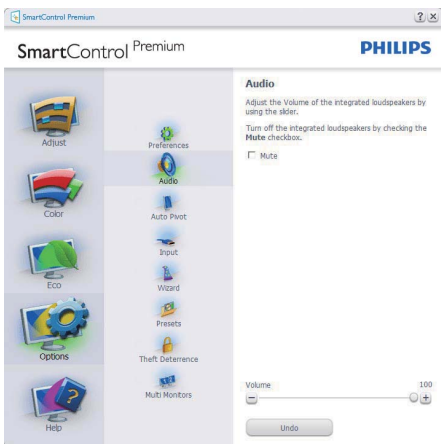 SmartControl Premium
? ×
SmartControl Premium
PHILIPS
Adjust
Color
Eco
Options
Help
Preferences
Audio
Auto Pivot
Input
Wizard
Presets
Theft Deterrence
1 2
Multi Monitors
Audio
Adjust the Volume of the integrated loudspeakers by
using the slider.
Turn off the integrated loudspeakers by checking the
Mute checkbox.
Mute
Volume
100
Undo